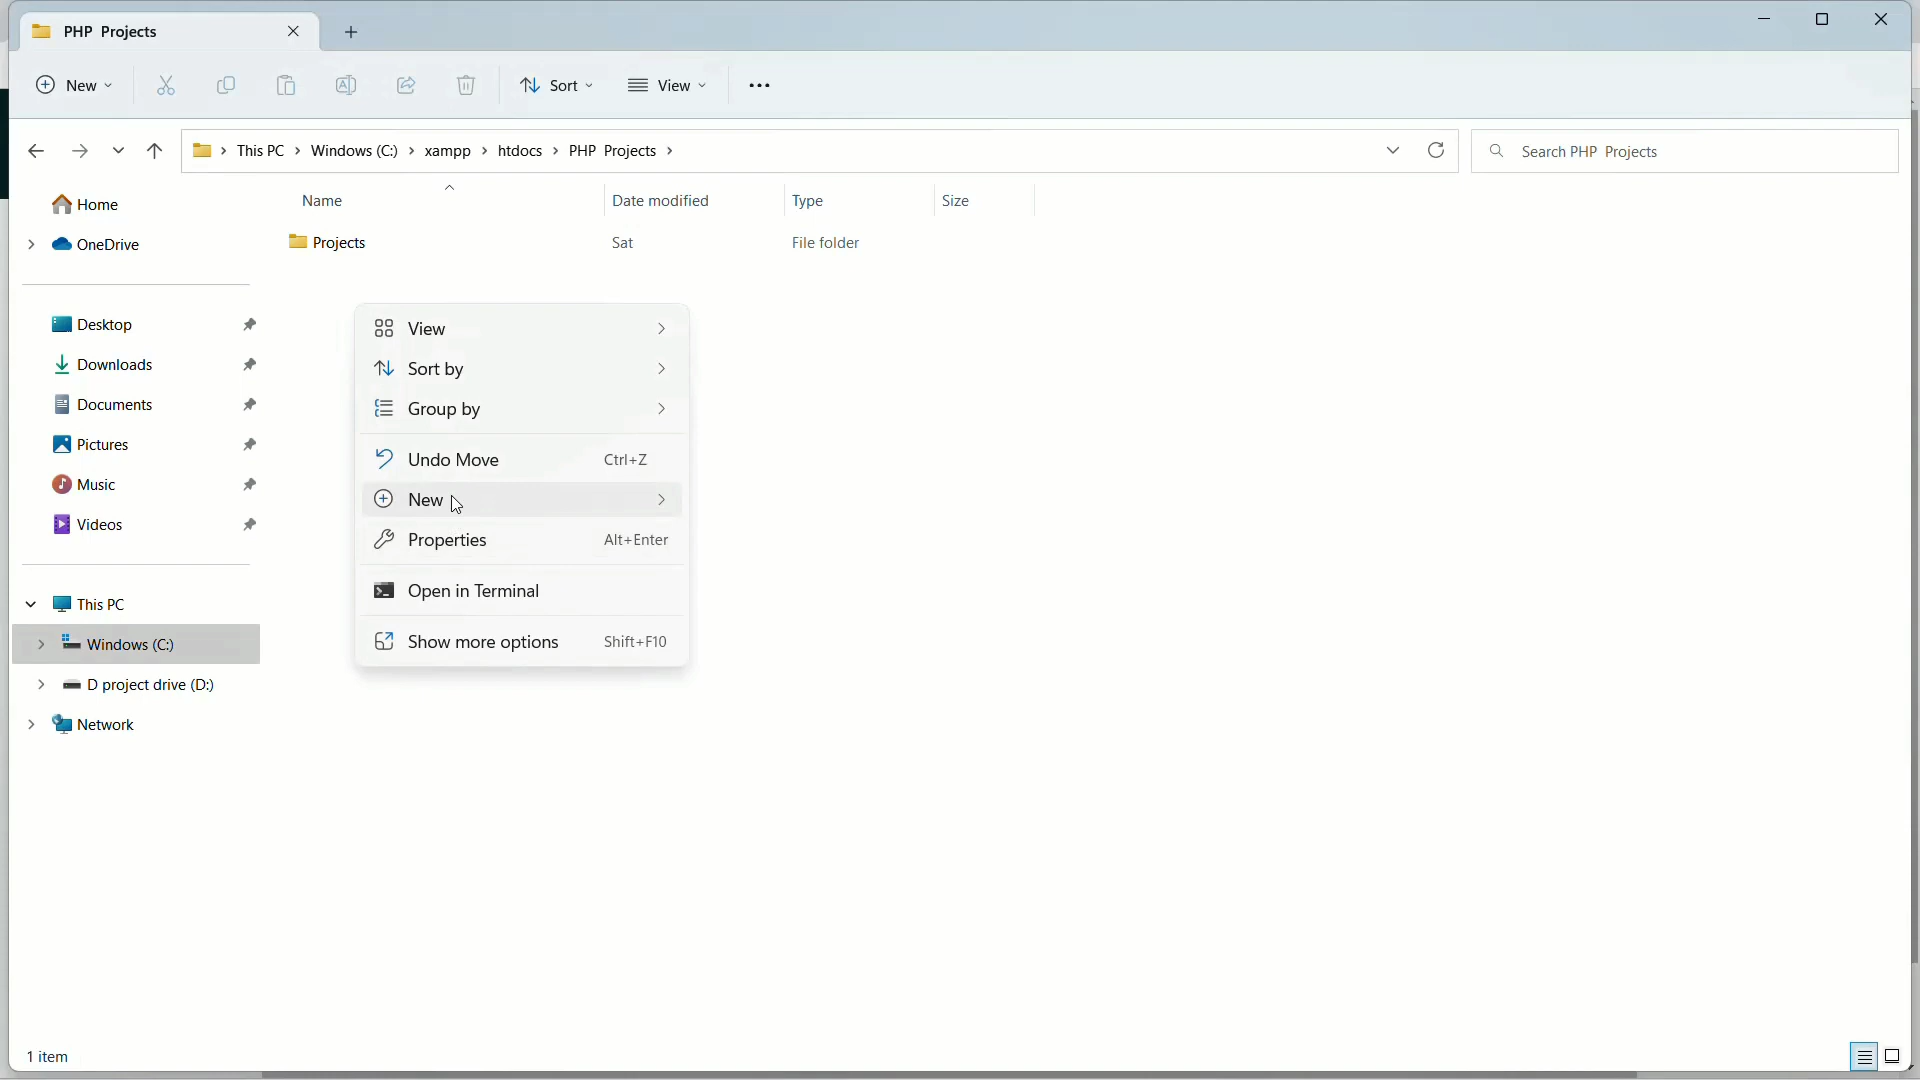 PHP Projects
New
Sort
View
This PC > Windows (C:) > xampp > htdocs > PHP Projects >
Search PHP Projects
Home
OneDrive
Desktop
Downloads
Documents
Pictures
Music
Videos
This PC
Windows (C:)
D project drive (D:)
Network
Name Date modified Type Size
Projects Sat File folder
View
Sort by
Group by
Undo Move Ctrl+Z
New
Properties Alt+Enter
Open in Terminal
Show more options Shift+F10
1 item